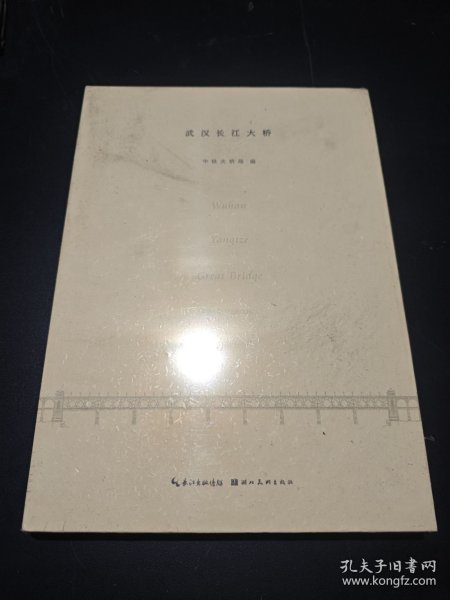 武汉长江大桥
中铁大桥局 编
Wuhan
Yangtze
Great Bridge
长江出版传媒 湖北美术出版社
孔夫子旧书网
www.kongfz.com